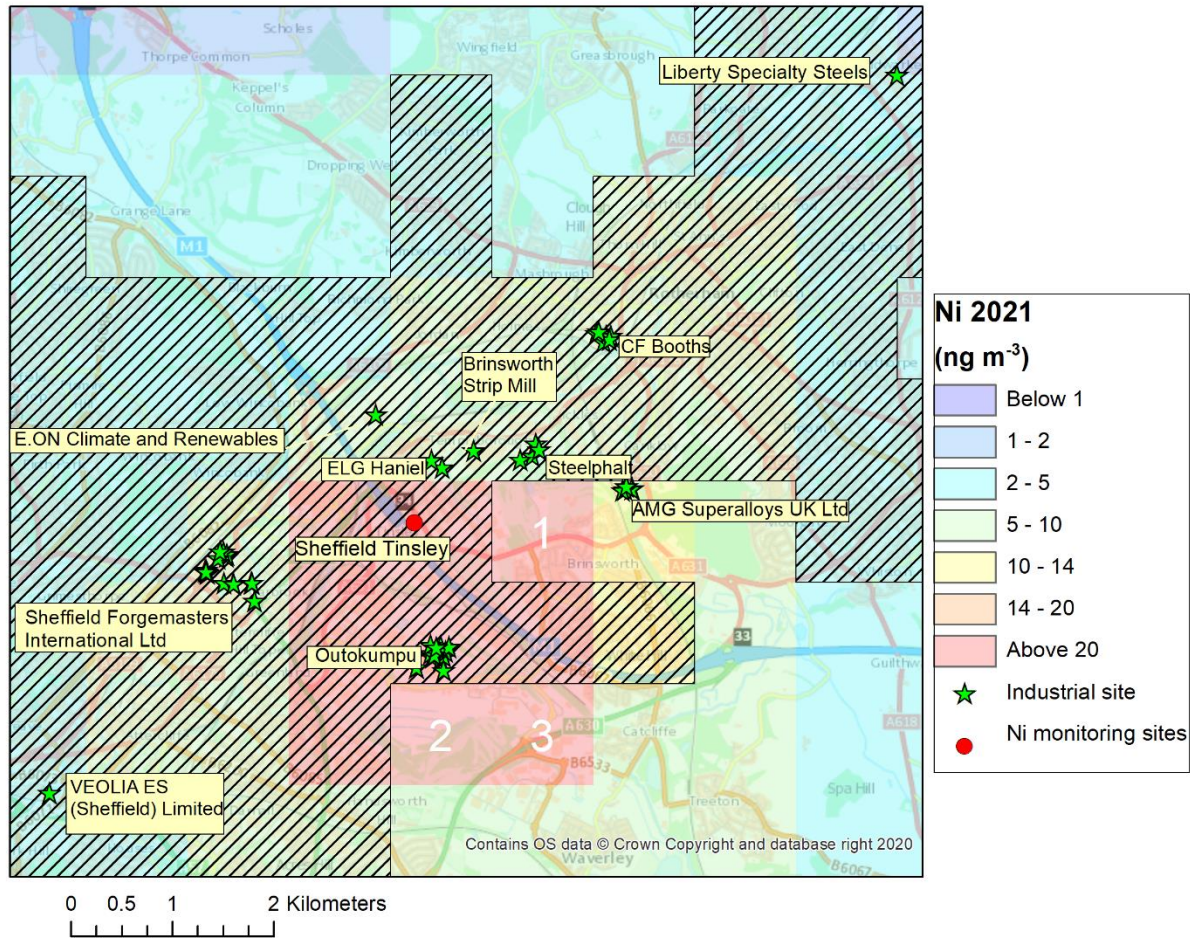 Scholes
Thorpe Common
Wingfield
Greasbrough
Keppel's
Column
Liberty Specialty Steels
Dropping Well
Grange Lane
M1
Clough
Hill
Masbrough
Rotherham
CF Booths
Brinsworth
Strip Mill
E.ON Climate and Renewables
ELG Haniel
Steelphalt
AMG Superalloys UK Ltd
34
1
Sheffield Tinsley
Brinsworth
A631
Sheffield Forgemasters
International Ltd
Outokumpu
33
A618
2
3
A630
Catcliffe
B6533
VEOLIA ES
(Sheffield) Limited
Treeton
Spa Hill
Waverley
B6067
Contains OS data © Crown Copyright and database right 2020
0 0.5 1 2 Kilometers
Ni 2021
(ng m-3)
Below 1
1 - 2
2 - 5
5 - 10
10 - 14
14 - 20
Above 20
Industrial site
Ni monitoring sites